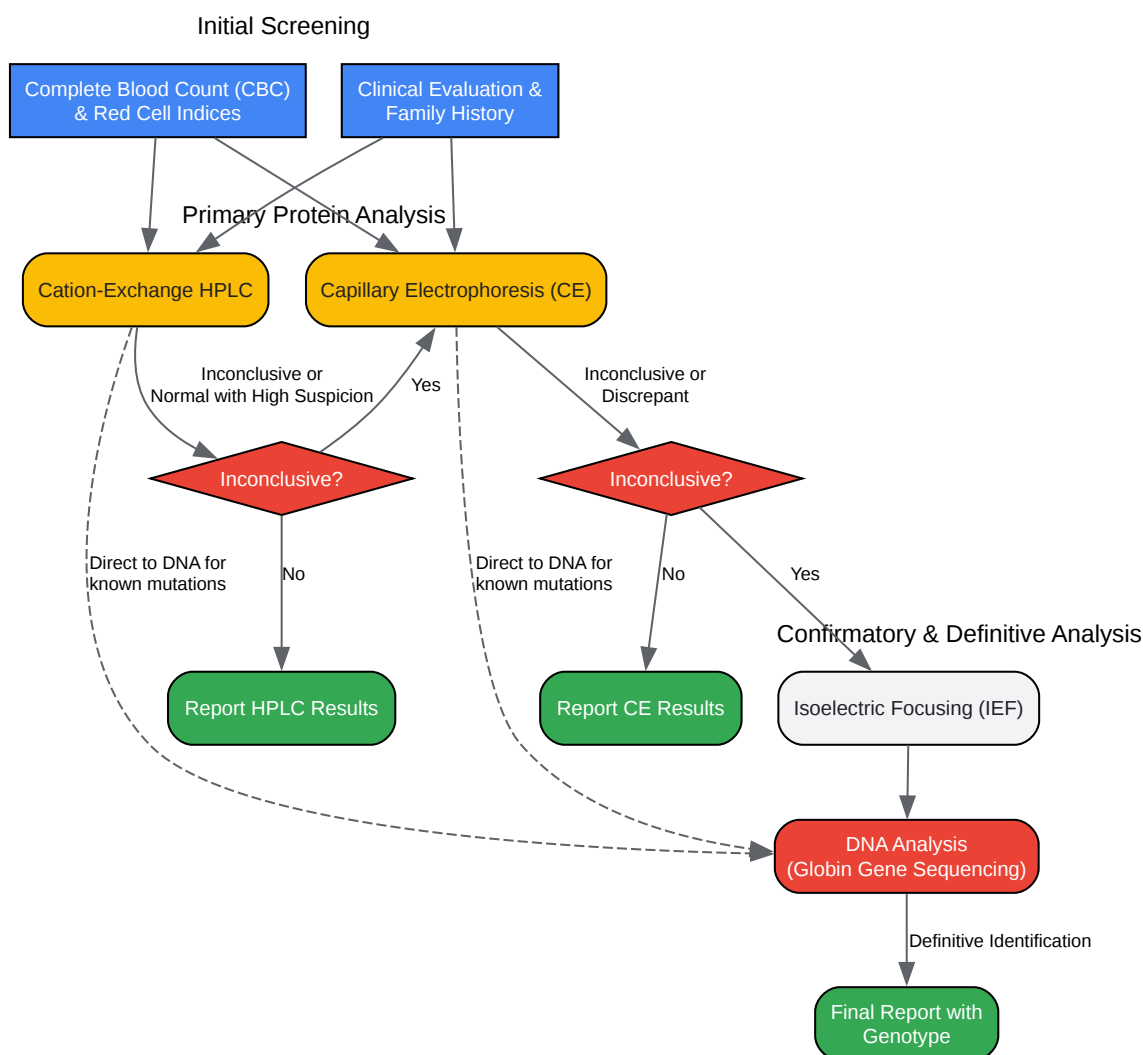 Initial Screening
Complete Blood Count (CBC)
& Red Cell Indices
Clinical Evaluation &
Family History
Primary Protein Analysis
Cation-Exchange HPLC
Capillary Electrophoresis (CE)
Inconclusive or
Normal with High Suspicion
Yes
Inconclusive or
Discrepant
Inconclusive?
Inconclusive?
Direct to DNA for
known mutations
No
Direct to DNA for
known mutations
No
Yes
Confirmatory & Definitive Analysis
Report HPLC Results
Report CE Results
Isoelectric Focusing (IEF)
DNA Analysis
(Globin Gene Sequencing)
Definitive Identification
Final Report with
Genotype